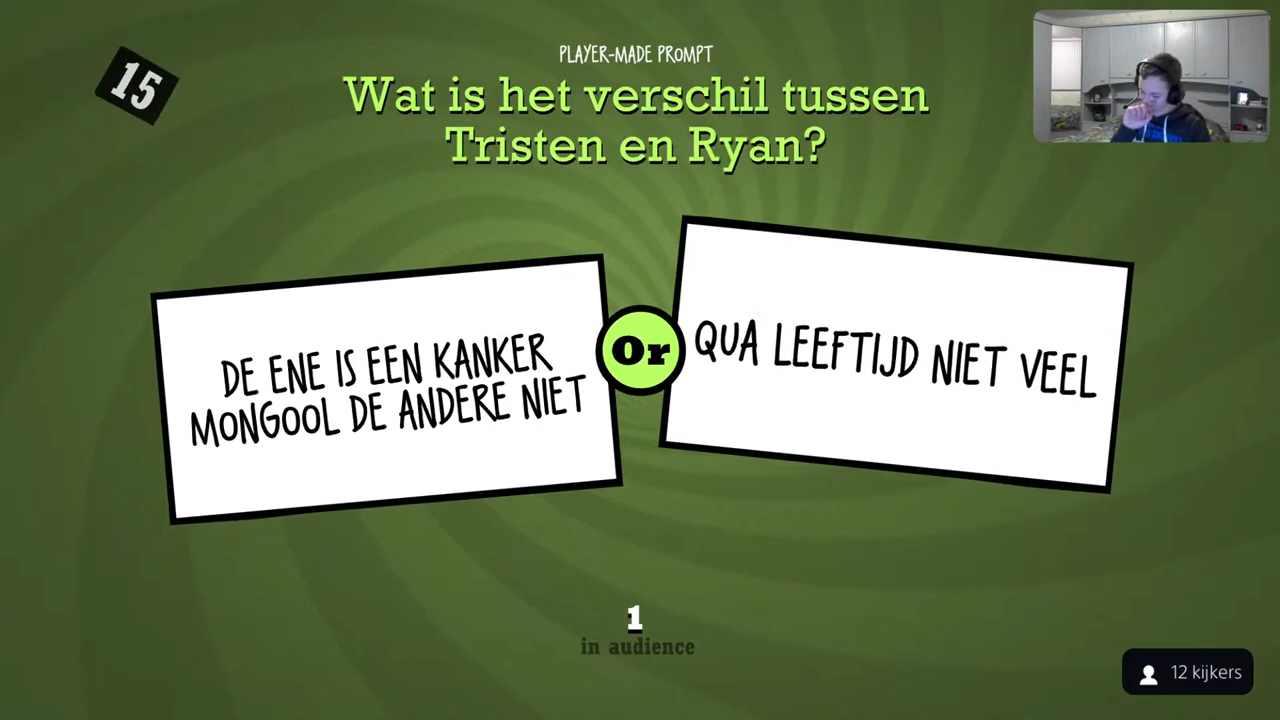 15
PLAYER-MADE PROMPT
Wat is het verschil tussen
Tristen en Ryan?
DE ENE IS EEN KANKER
MONGOOL DE ANDERE NIET
Or
QUA LEEFTIJD NIET VEEL
1
in audience
12 kijkers